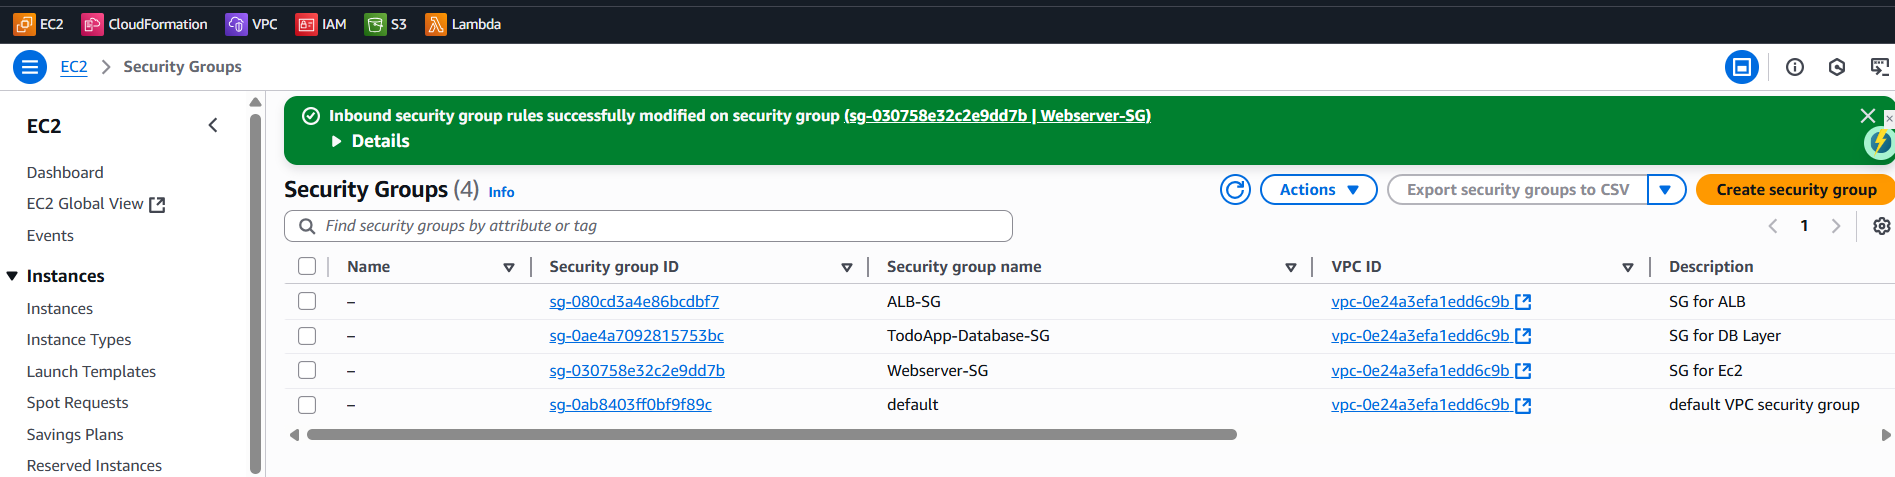 EC2 CloudFormation VPC IAM S3 Lambda
EC2 > Security Groups
EC2
Dashboard
EC2 Global View
Events
Instances
Instances
Instance Types
Launch Templates
Spot Requests
Savings Plans
Reserved Instances
Inbound security group rules successfully modified on security group (sg-030758e32c2e9dd7b | Webserver-SG)
Details
Security Groups (4) Info
Actions Export security groups to CSV Create security group
Find security groups by attribute or tag
1
Name Security group ID Security group name VPC ID Description
– sg-080cd3a4e86bcdbf7 ALB-SG vpc-0e24a3efa1edd6c9b SG for ALB
– sg-0ae4a7092815753bc TodoApp-Database-SG vpc-0e24a3efa1edd6c9b SG for DB Layer
– sg-030758e32c2e9dd7b Webserver-SG vpc-0e24a3efa1edd6c9b SG for Ec2
– sg-0ab8403ff0bf9f89c default vpc-0e24a3efa1edd6c9b default VPC security group